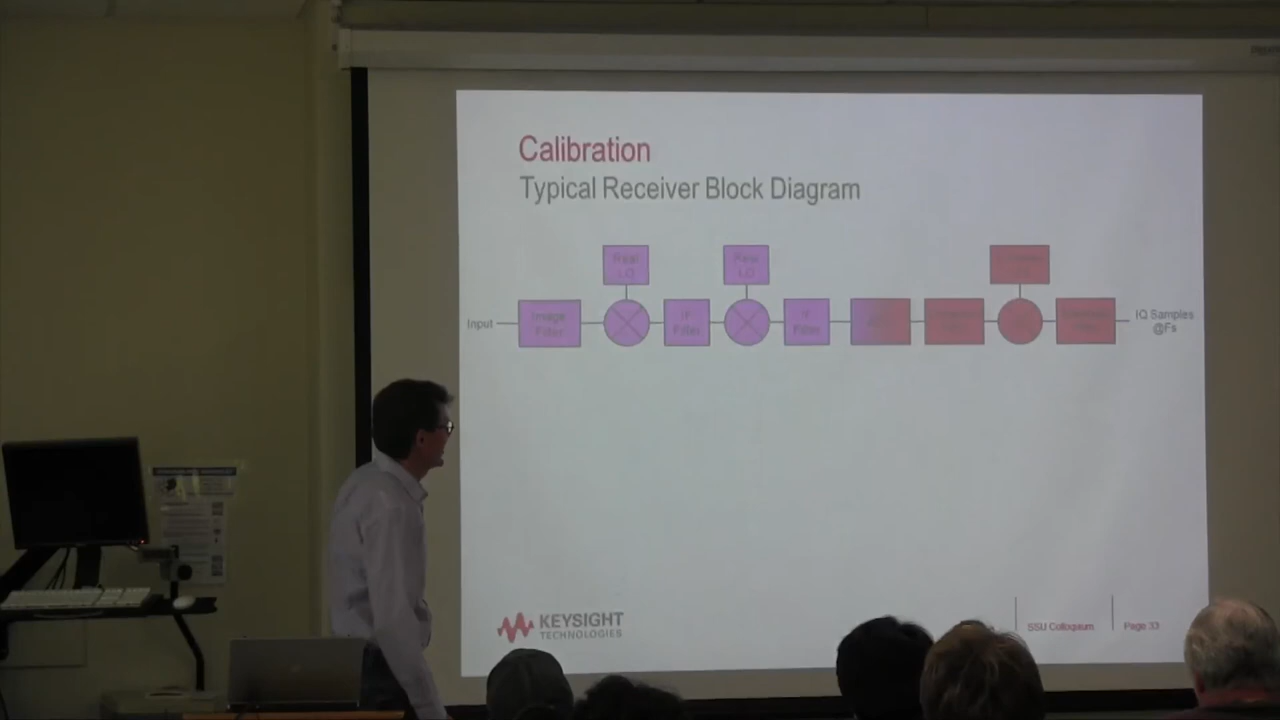 Calibration
Typical Receiver Block Diagram
Real
LO
Real
LO
Input
Image
Filter
IF
Filter
IF
Filter
IQ Samples
@Fs
KEYSIGHT
TECHNOLOGIES
SSU Colloquium
Page 33